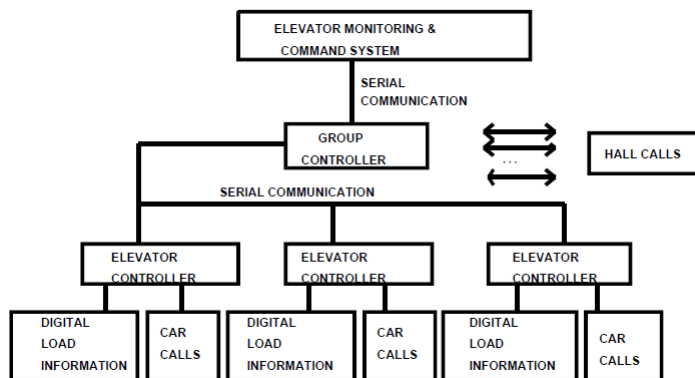 ELEVATOR MONITORING &
COMMAND SYSTEM
SERIAL
COMMUNICATION
GROUP
CONTROLLER
...
HALL CALLS
SERIAL COMMUNICATION
ELEVATOR
CONTROLLER
ELEVATOR
CONTROLLER
ELEVATOR
CONTROLLER
DIGITAL
LOAD
INFORMATION
CAR
CALLS
DIGITAL
LOAD
INFORMATION
CAR
CALLS
DIGITAL
LOAD
INFORMATION
CAR
CALLS